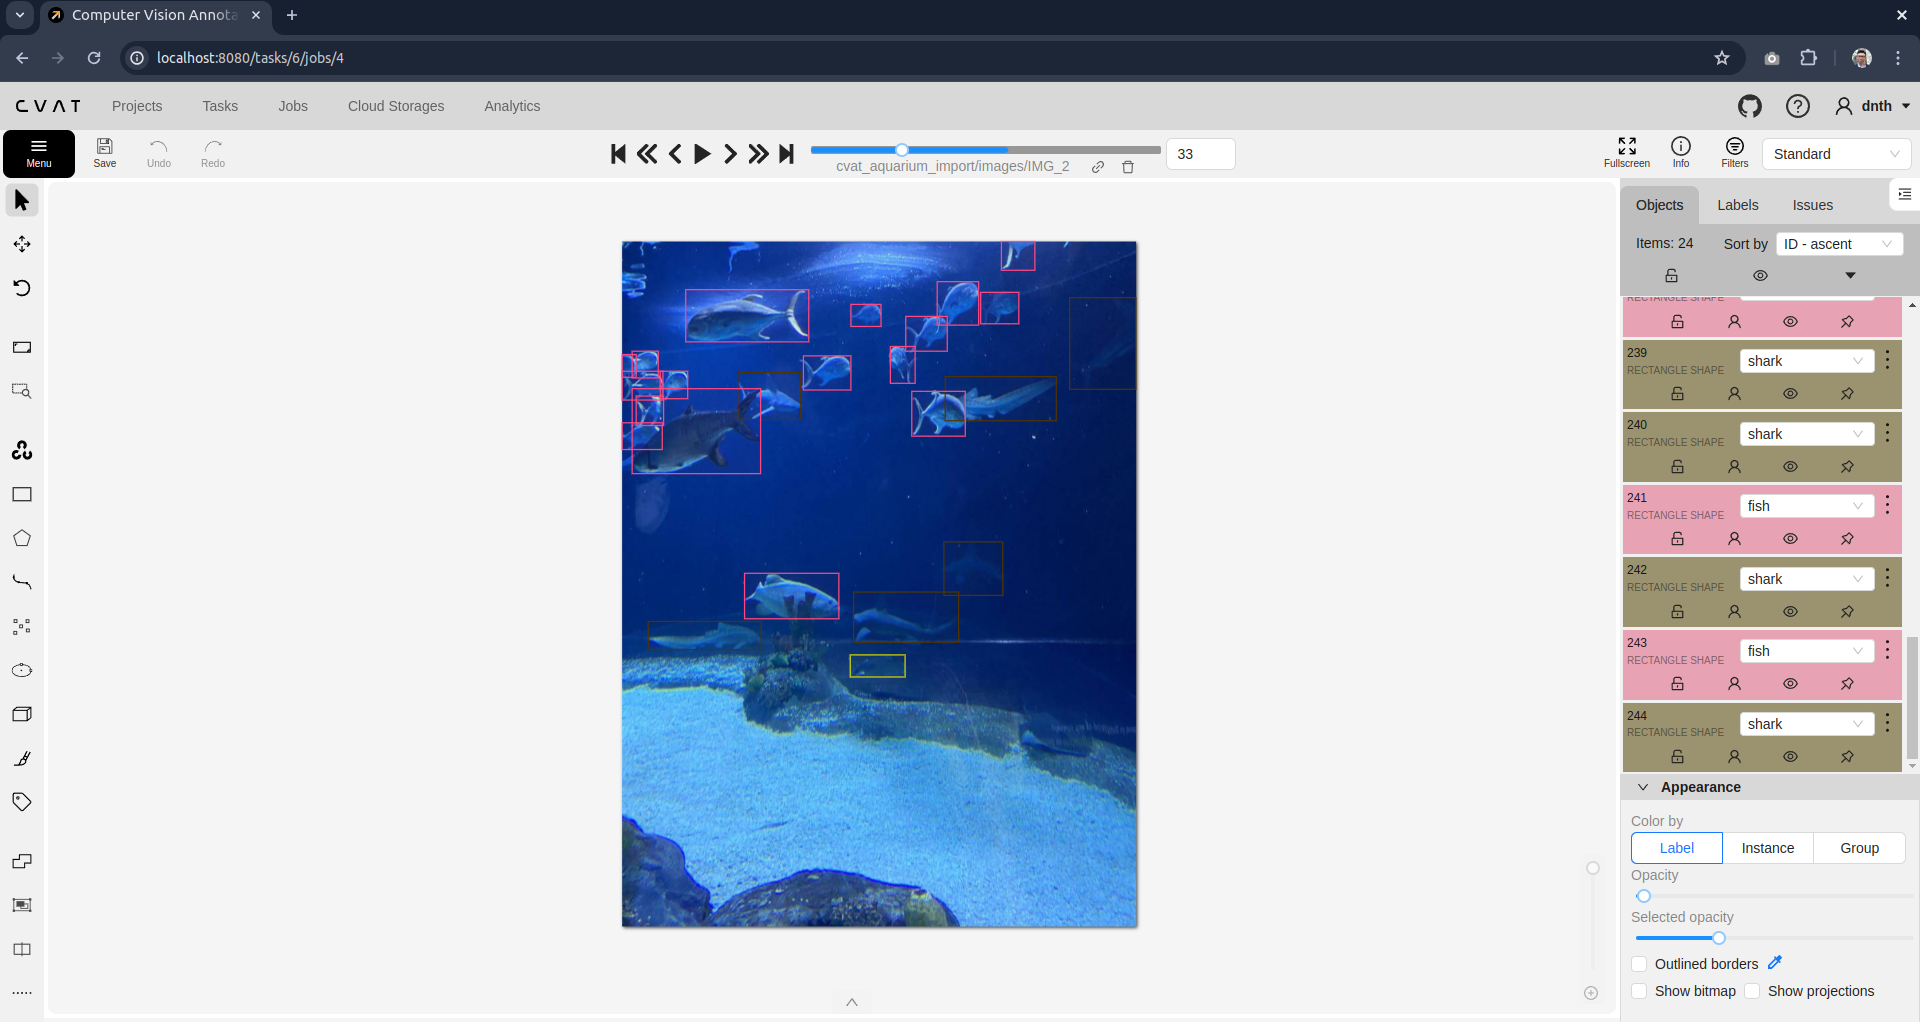 Computer Vision Annota
localhost:8080/tasks/6/jobs/4
CVAT
Projects
Tasks
Jobs
Cloud Storages
Analytics
dnth
Menu
Save
Undo
Redo
cvat_aquarium_import/images/IMG_2
33
Fullscreen
Info
Filters
Standard
Objects
Labels
Issues
Items: 24
Sort by
ID - ascent
RECTANGLE SHAPE
239
RECTANGLE SHAPE
shark
240
RECTANGLE SHAPE
shark
241
RECTANGLE SHAPE
fish
242
RECTANGLE SHAPE
shark
243
RECTANGLE SHAPE
fish
244
RECTANGLE SHAPE
shark
Appearance
Color by
Label
Instance
Group
Opacity
Selected opacity
Outlined borders
Show bitmap
Show projections